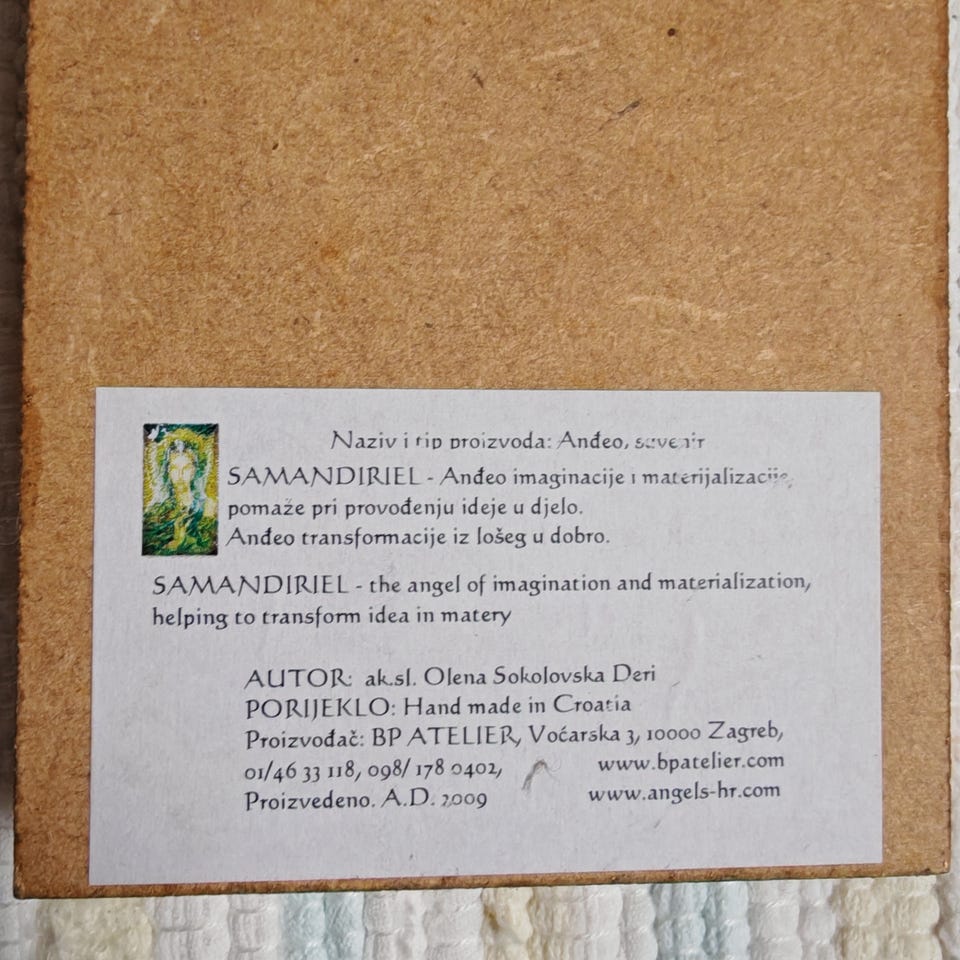 Naziv i tip proizvoda: Anđeo, suvenir
SAMANDIRIEL - Anđeo imaginacije i materijalizacije,
pomaže pri provođenju ideje u djelo.
Anđeo transformacije iz lošeg u dobro.
SAMANDIRIEL - the angel of imagination and materialization,
helping to transform idea in matery
AUTOR: ak.sl. Olena Sokolovska Deri
PORIJEKLO: Hand made in Croatia
Proizvođač: BP ATELIER, Voćarska 3, 10000 Zagreb,
01/46 33 118, 098/ 178 0402, www.bpatelier.com
Proizvedeno. A.D. 2009 www.angels-hr.com